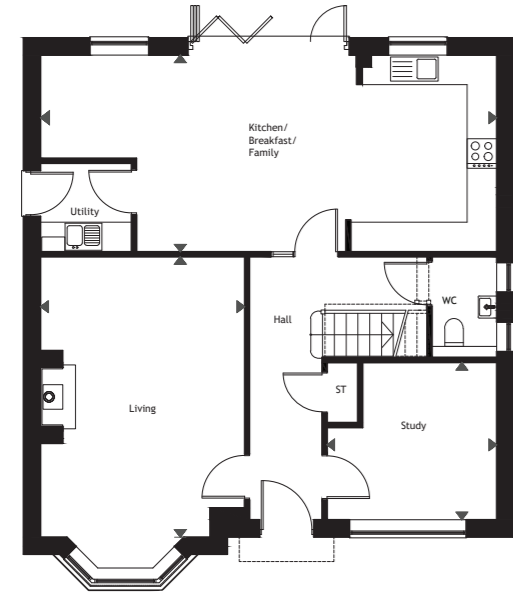 Kitchen/
Breakfast/
Family
Utility
WC
Hall
ST
Living
Study